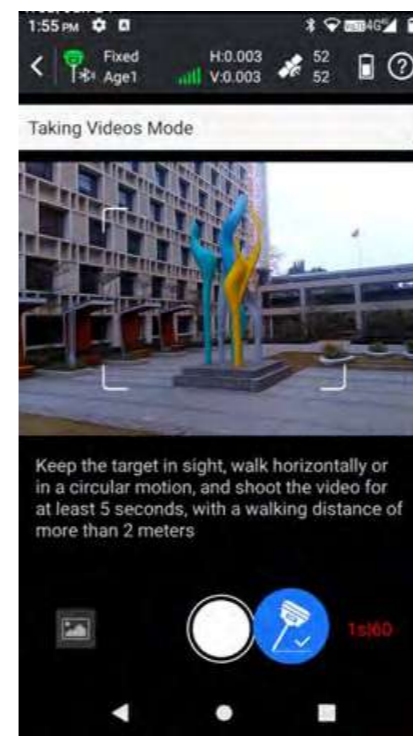 1:55 PM
4G
Fixed
H:0.003
52
Age1
V:0.003
52
Taking Videos Mode
Keep the target in sight, walk horizontally or
in a circular motion, and shoot the video for
at least 5 seconds, with a walking distance of
more than 2 meters
1s|60